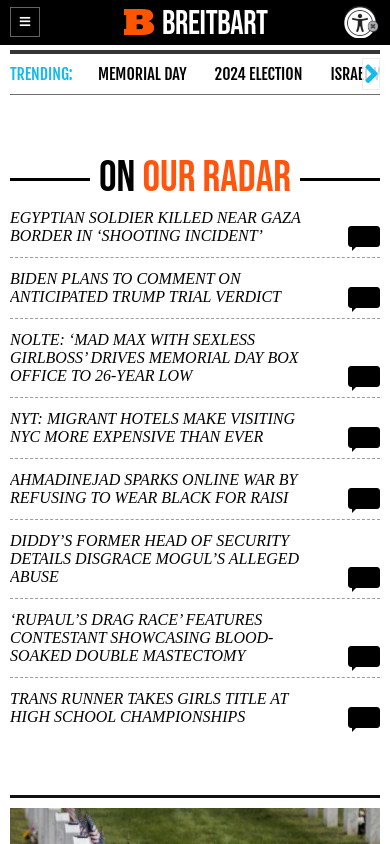 B BREITBART
TRENDING: MEMORIAL DAY 2024 ELECTION ISRAE
ON OUR RADAR
EGYPTIAN SOLDIER KILLED NEAR GAZA
BORDER IN ‘SHOOTING INCIDENT’
BIDEN PLANS TO COMMENT ON
ANTICIPATED TRUMP TRIAL VERDICT
NOLTE: ‘MAD MAX WITH SEXLESS
GIRLBOSS’ DRIVES MEMORIAL DAY BOX
OFFICE TO 26-YEAR LOW
NYT: MIGRANT HOTELS MAKE VISITING
NYC MORE EXPENSIVE THAN EVER
AHMADINEJAD SPARKS ONLINE WAR BY
REFUSING TO WEAR BLACK FOR RAISI
DIDDY’S FORMER HEAD OF SECURITY
DETAILS DISGRACE MOGUL’S ALLEGED
ABUSE
‘RUPAUL’S DRAG RACE’ FEATURES
CONTESTANT SHOWCASING BLOOD-
SOAKED DOUBLE MASTECTOMY
TRANS RUNNER TAKES GIRLS TITLE AT
HIGH SCHOOL CHAMPIONSHIPS